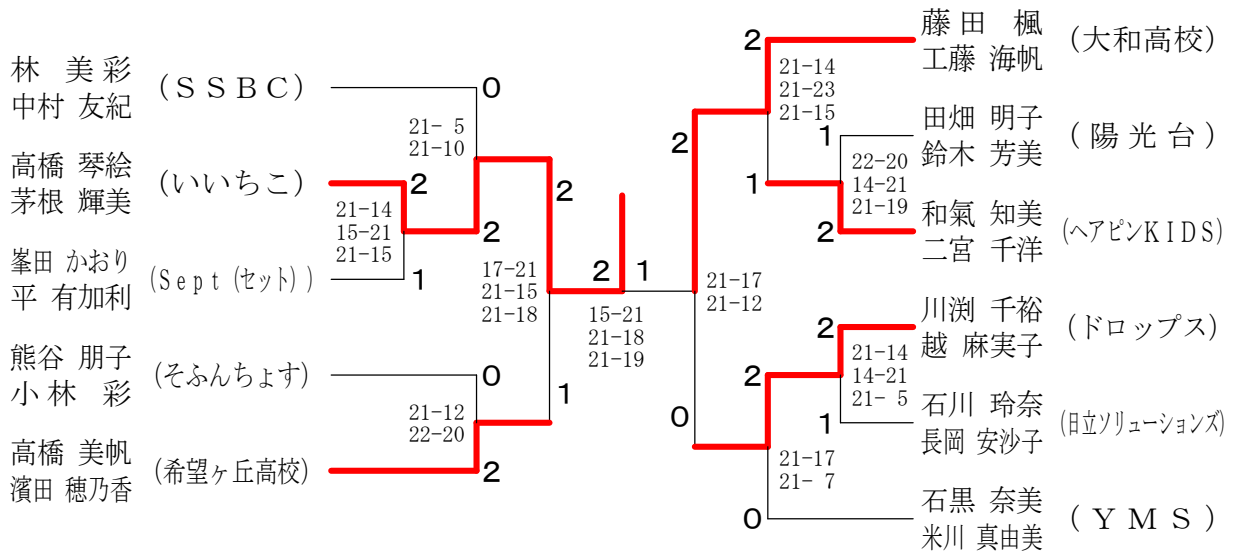 林 美彩
中村 友紀
(SSBC)
0
21- 5
21-10
高橋 琴絵
茅根 輝美
(いいちこ)
2
21-14
15-21
21-15
2
峯田 かおり
平 有加利
(Sept(セット))
1
2
17-21
21-15
21-18
熊谷 朋子
小林 彩
(そふんちょす)
0
21-12
22-20
1
高橋 美帆
濱田 穂乃香
(希望ヶ丘高校)
2
2
1
15-21
21-18
21-19
2
藤田 楓
工藤 海帆
(大和高校)
21-14
21-23
21-15
2
1
田畑 明子
鈴木 芳美
(陽光台)
22-20
14-21
21-19
1
2
和氣 知美
二宮 千洋
(ヘアピンKIDS)
21-17
21-12
2
川渕 千裕
越 麻実子
(ドロップス)
21-14
14-21
21- 5
2
0
1
石川 玲奈
長岡 安沙子
(日立ソリューションズ)
21-17
21- 7
0
石黒 奈美
米川 真由美
(YMS)